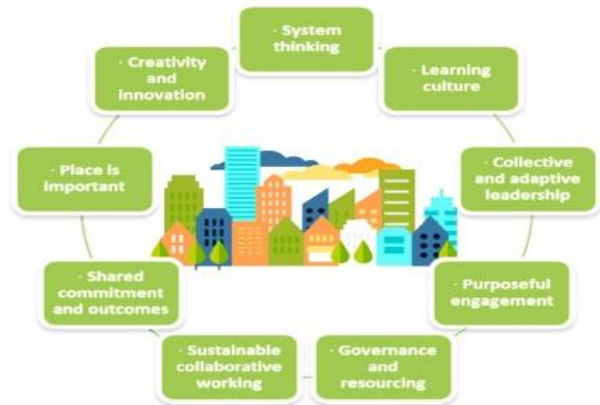 · System
thinking
· Learning
culture
· Collective
and adaptive
leadership
· Purposeful
engagement
· Governance
and
resourcing
· Sustainable
collaborative
working
· Shared
commitment
and outcomes
· Place is
important
· Creativity
and
innovation